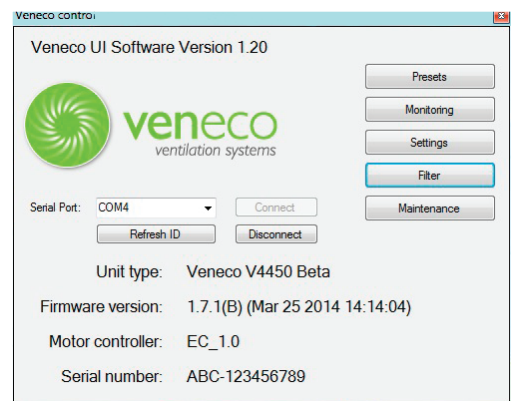 Veneco control
Veneco UI Software Version 1.20
Presets
Monitoring
Settings
Filter
Maintenance
veneco
ventilation systems
Serial Port: COM4 Connect
Refresh ID Disconnect
Unit type: Veneco V4450 Beta
Firmware version: 1.7.1(B) (Mar 25 2014 14:14:04)
Motor controller: EC_1.0
Serial number: ABC-123456789